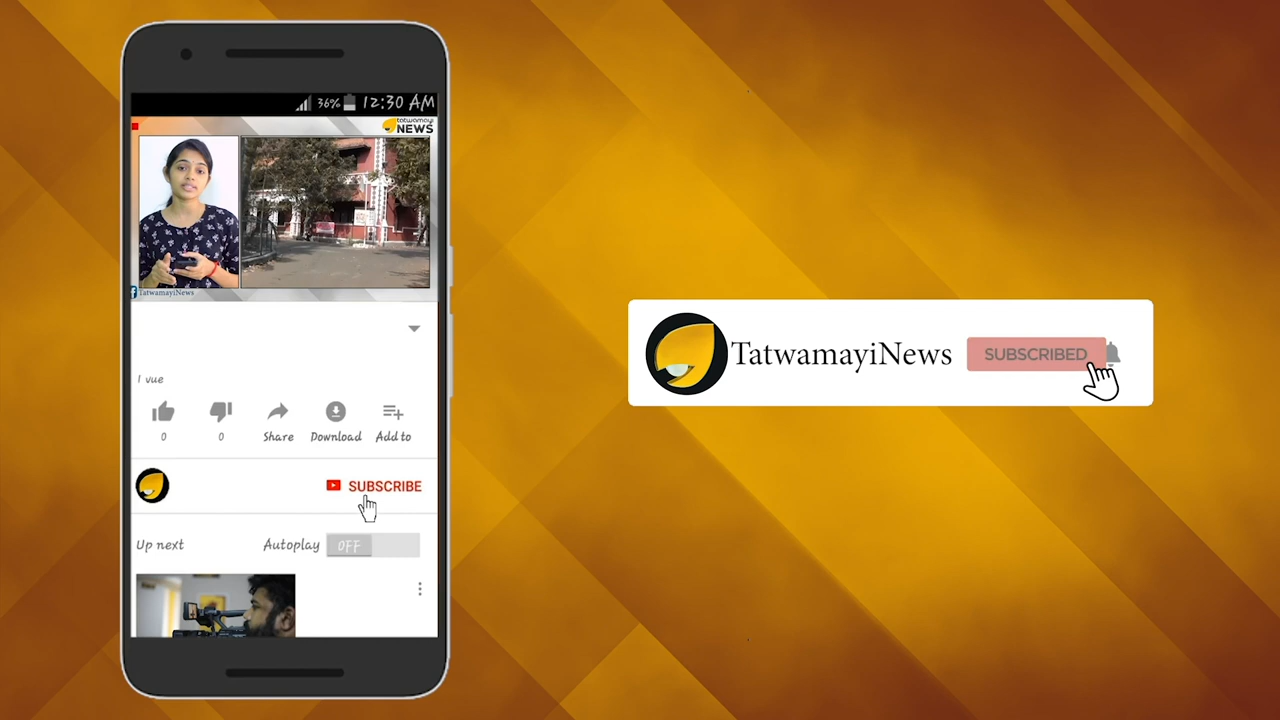 36% 12:30 AM
tatwamayi
NEWS
TatwamayiNews
1 vue
0 0 Share Download Add to
SUBSCRIBE
Up next Autoplay OFF
TatwamayiNews SUBSCRIBED